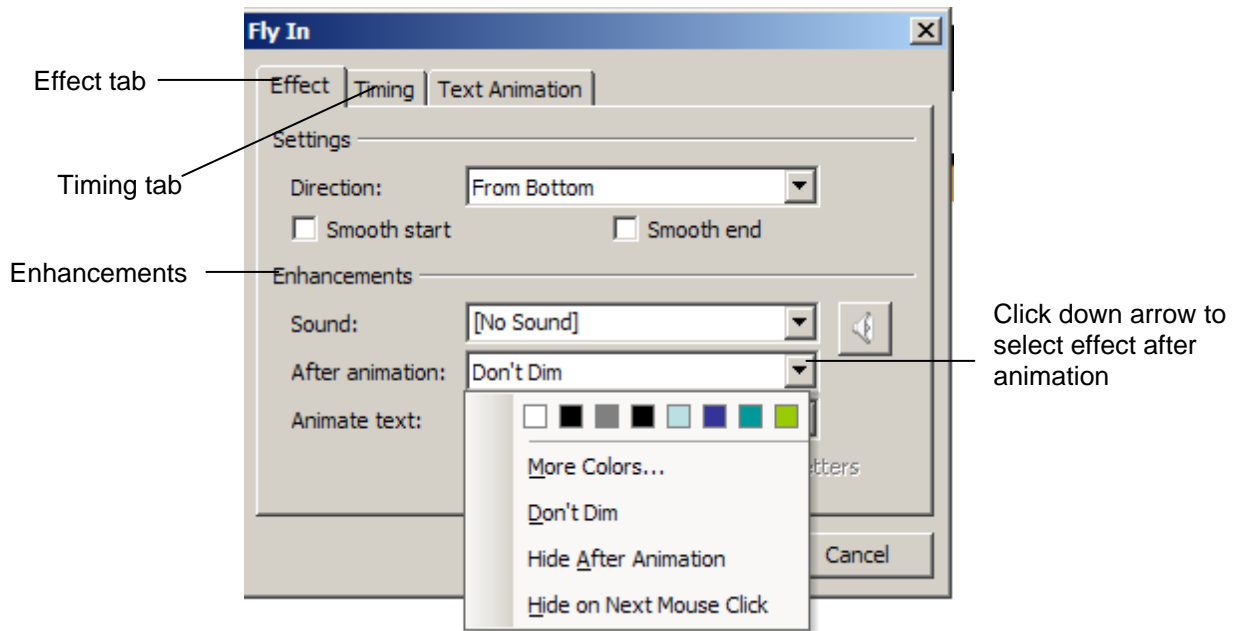 Fly In
Effect tab
Effect Timing Text Animation
Settings
Timing tab
Direction: From Bottom
Smooth start Smooth end
Enhancements
Enhancements
Sound: [No Sound]
Click down arrow to
select effect after
animation
After animation: Don't Dim
Animate text:
More Colors...
Don't Dim
Hide After Animation
Cancel
Hide on Next Mouse Click